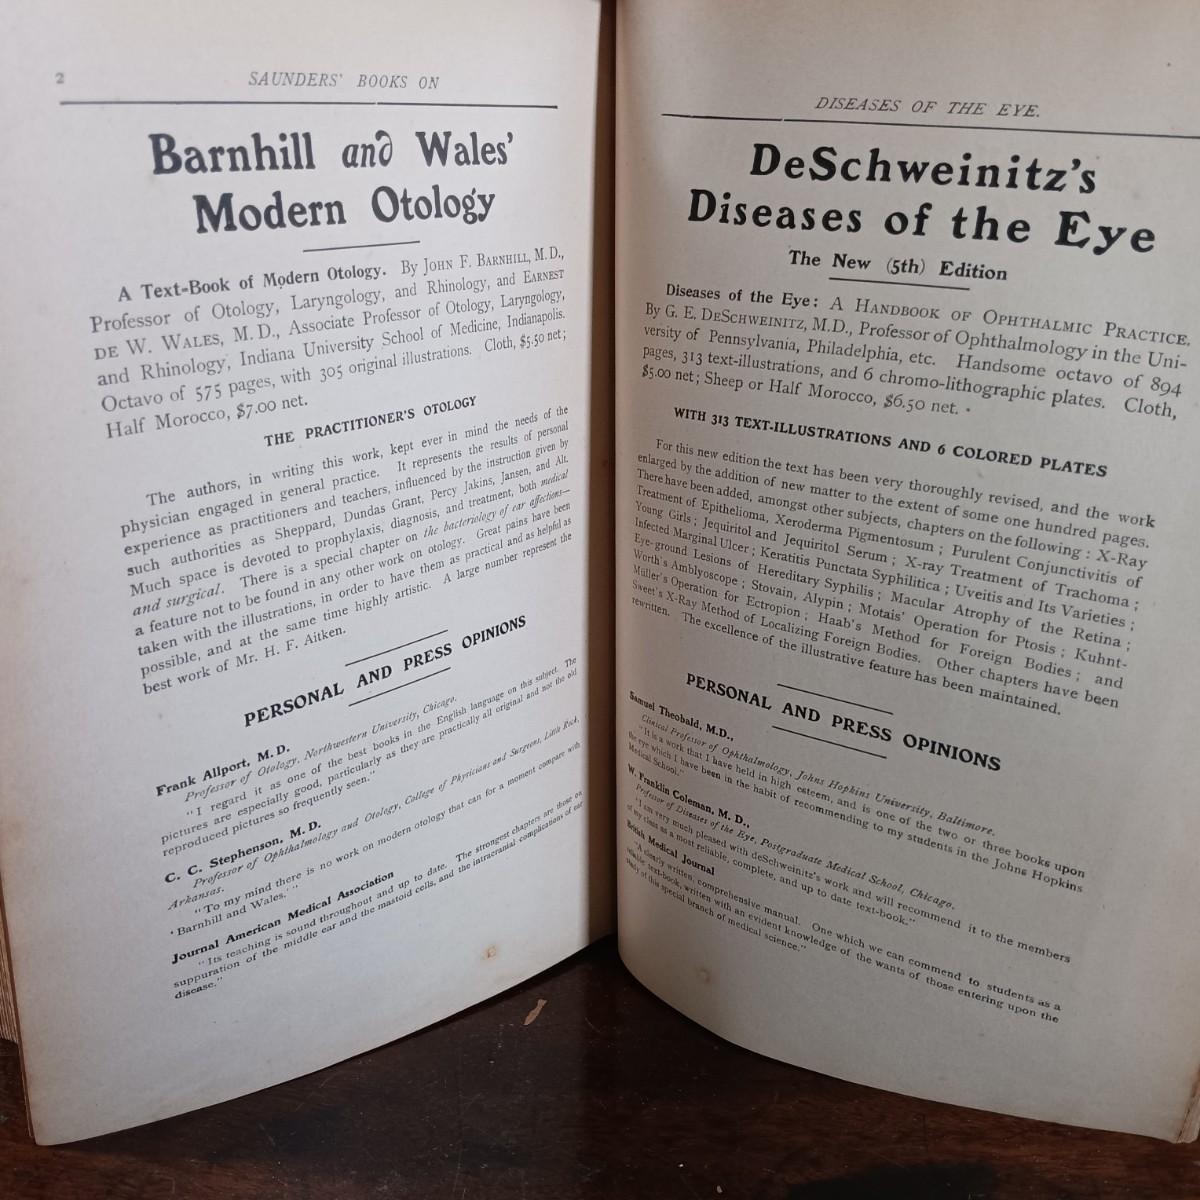 2
SAUNDERS' BOOKS ON
Barnhill and Wales'
Modern Otology
A Text-Book of Modern Otology. By JOHN F. BARNHILL, M.D.,
Professor of Otology, Laryngology, and Rhinology, and EARNEST
DE W. WALES, M.D., Associate Professor of Otology, Laryngology,
and Rhinology, Indiana University School of Medicine, Indianapolis.
Octavo of 575 pages, with 305 original illustrations. Cloth, $5.50 net;
Half Morocco, $7.00 net.
THE PRACTITIONER'S OTOLOGY
The authors, in writing this work, kept ever in mind the needs of the
physician engaged in general practice. It represents the results of personal
experience as practitioners and teachers, influenced by the instruction given by
such authorities as Sheppard, Dundas Grant, Percy Jakins, Jansen, and Alt.
Much space is devoted to prophylaxis, diagnosis, and treatment, both medical
and surgical. There is a special chapter on the bacteriology of ear affections—
a feature not to be found in any other work on otology. Great pains have been
taken with the illustrations, in order to have them as practical and as helpful as
possible, and at the same time highly artistic. A large number represent the
best work of Mr. H. F. Aitken.
PERSONAL AND PRESS OPINIONS
Frank Allport, M.D.
Professor of Otology, Northwestern University, Chicago.
"I regard it as one of the best books in the English language on this subject. The
pictures are especially good, particularly as they are practically all original and not the old
reproduced pictures so frequently seen."
C. C. Stephenson, M.D.
Professor of Ophthalmology and Otology, College of Physicians and Surgeons, Little Rock,
Arkansas.
"To my mind there is no work on modern otology that can for a moment compare with
'Barnhill and Wales.'"
Journal American Medical Association
"Its teaching is sound throughout and up to date. The strongest chapters are those on
suppuration of the middle ear and the mastoid cells, and the intracranial complications of ear
disease."
DISEASES OF THE EYE.
DeSchweinitz's
Diseases of the Eye
The New (5th) Edition
Diseases of the Eye: A HANDBOOK OF OPHTHALMIC PRACTICE.
By G. E. DESCHWEINITZ, M.D., Professor of Ophthalmology in the Uni-
versity of Pennsylvania, Philadelphia, etc. Handsome octavo of 894
pages, 313 text-illustrations, and 6 chromo-lithographic plates. Cloth,
$5.00 net; Sheep or Half Morocco, $6.50 net.
WITH 313 TEXT-ILLUSTRATIONS AND 6 COLORED PLATES
For this new edition the text has been very thoroughly revised, and the work
enlarged by the addition of new matter to the extent of some one hundred pages.
There have been added, amongst other subjects, chapters on the following: X-Ray
Treatment of Epithelioma, Xeroderma Pigmentosum; Purulent Conjunctivitis of
Young Girls; Jequiritol and Jequiritol Serum; X-ray Treatment of Trachoma;
Infected Marginal Ulcer; Keratitis Punctata Syphilitica; Uveitis and Its Varieties;
Eye-ground Lesions of Hereditary Syphilis; Macular Atrophy of the Retina;
Worth's Amblyoscope; Stovain, Alypin; Motais' Operation for Ptosis; Kuhnt-
Müller's Operation for Ectropion; Haab's Method for Foreign Bodies; and
Sweet's X-Ray Method of Localizing Foreign Bodies. Other chapters have been
rewritten. The excellence of the illustrative feature has been maintained.
PERSONAL AND PRESS OPINIONS
Samuel Theobald, M.D.,
Clinical Professor of Ophthalmology, Johns Hopkins University, Baltimore.
"It is a work that I have held in high esteem, and is one of the two or three books upon
the eye which I have been in the habit of recommending to my students in the Johns Hopkins
Medical School."
W. Franklin Coleman, M.D.,
Professor of Diseases of the Eye, Postgraduate Medical School, Chicago.
"I am very much pleased with deSchweinitz's work and will recommend it to the members
of my class as a most reliable, complete, and up to date text-book."
British Medical Journal
"A clearly written, comprehensive manual. One which we can commend to students as a
reliable text-book, written with an evident knowledge of the wants of those entering upon the
study of this special branch of medical science."